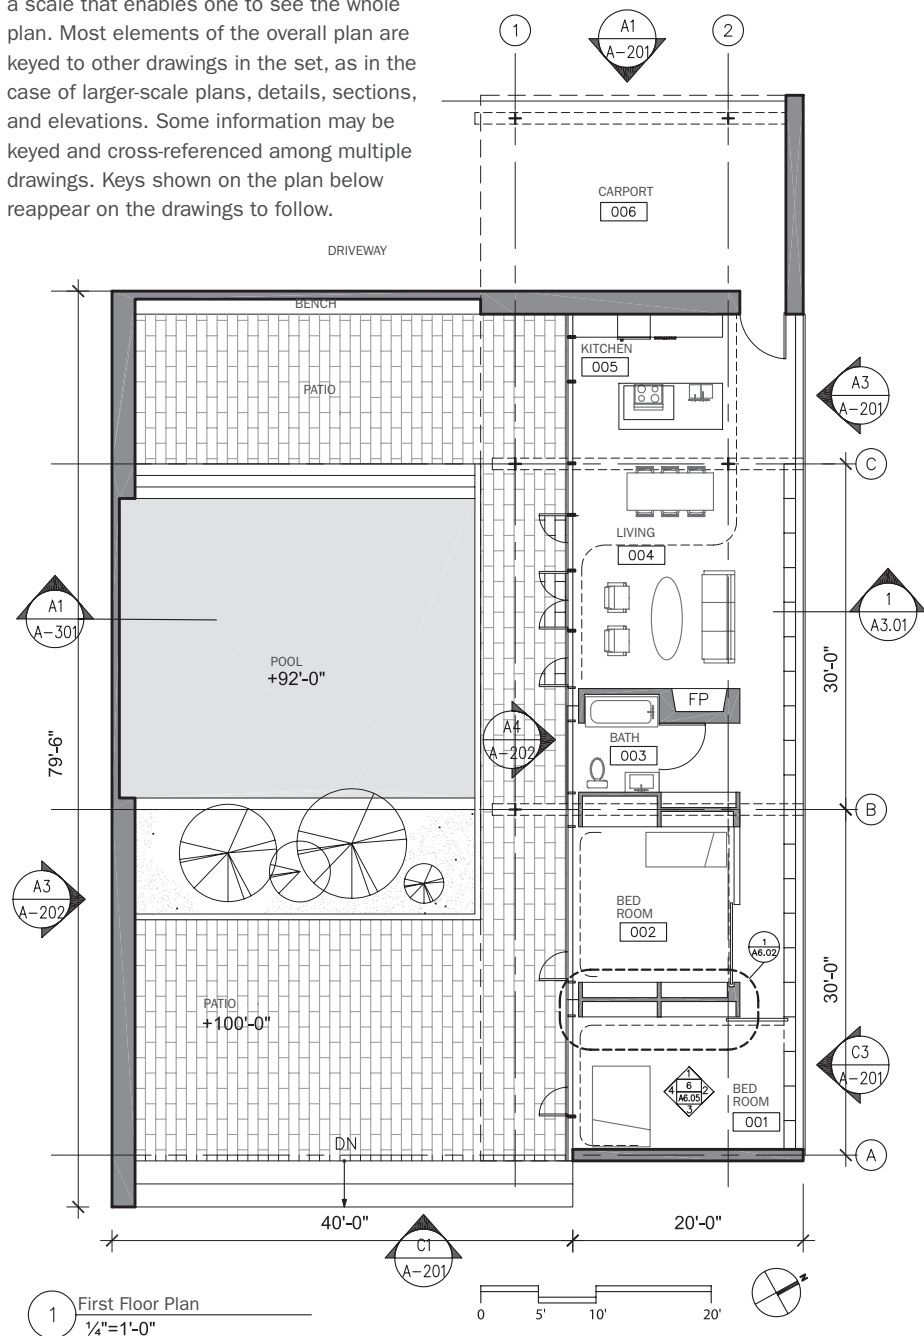 a scale that enables one to see the whole
plan. Most elements of the overall plan are
keyed to other drawings in the set, as in the
case of larger-scale plans, details, sections,
and elevations. Some information may be
keyed and cross-referenced among multiple
drawings. Keys shown on the plan below
reappear on the drawings to follow.
1
A1
A-201
2
CARPORT
006
DRIVEWAY
BENCH
KITCHEN
005
PATIO
A3
A-201
C
LIVING
004
A1
A-301
1
A3.01
POOL
+92'-0"
30'-0"
FP
79'-6"
A4
A-202
BATH
003
B
A3
A-202
BED
ROOM
002
1
A6.02
30'-0"
PATIO
+100'-0"
C3
A-201
1
4
6
2
A6.05
3
BED
ROOM
001
DN
A
40'-0"
20'-0"
C1
A-201
N
1
First Floor Plan
¼"=1'-0"
0 5' 10' 20'